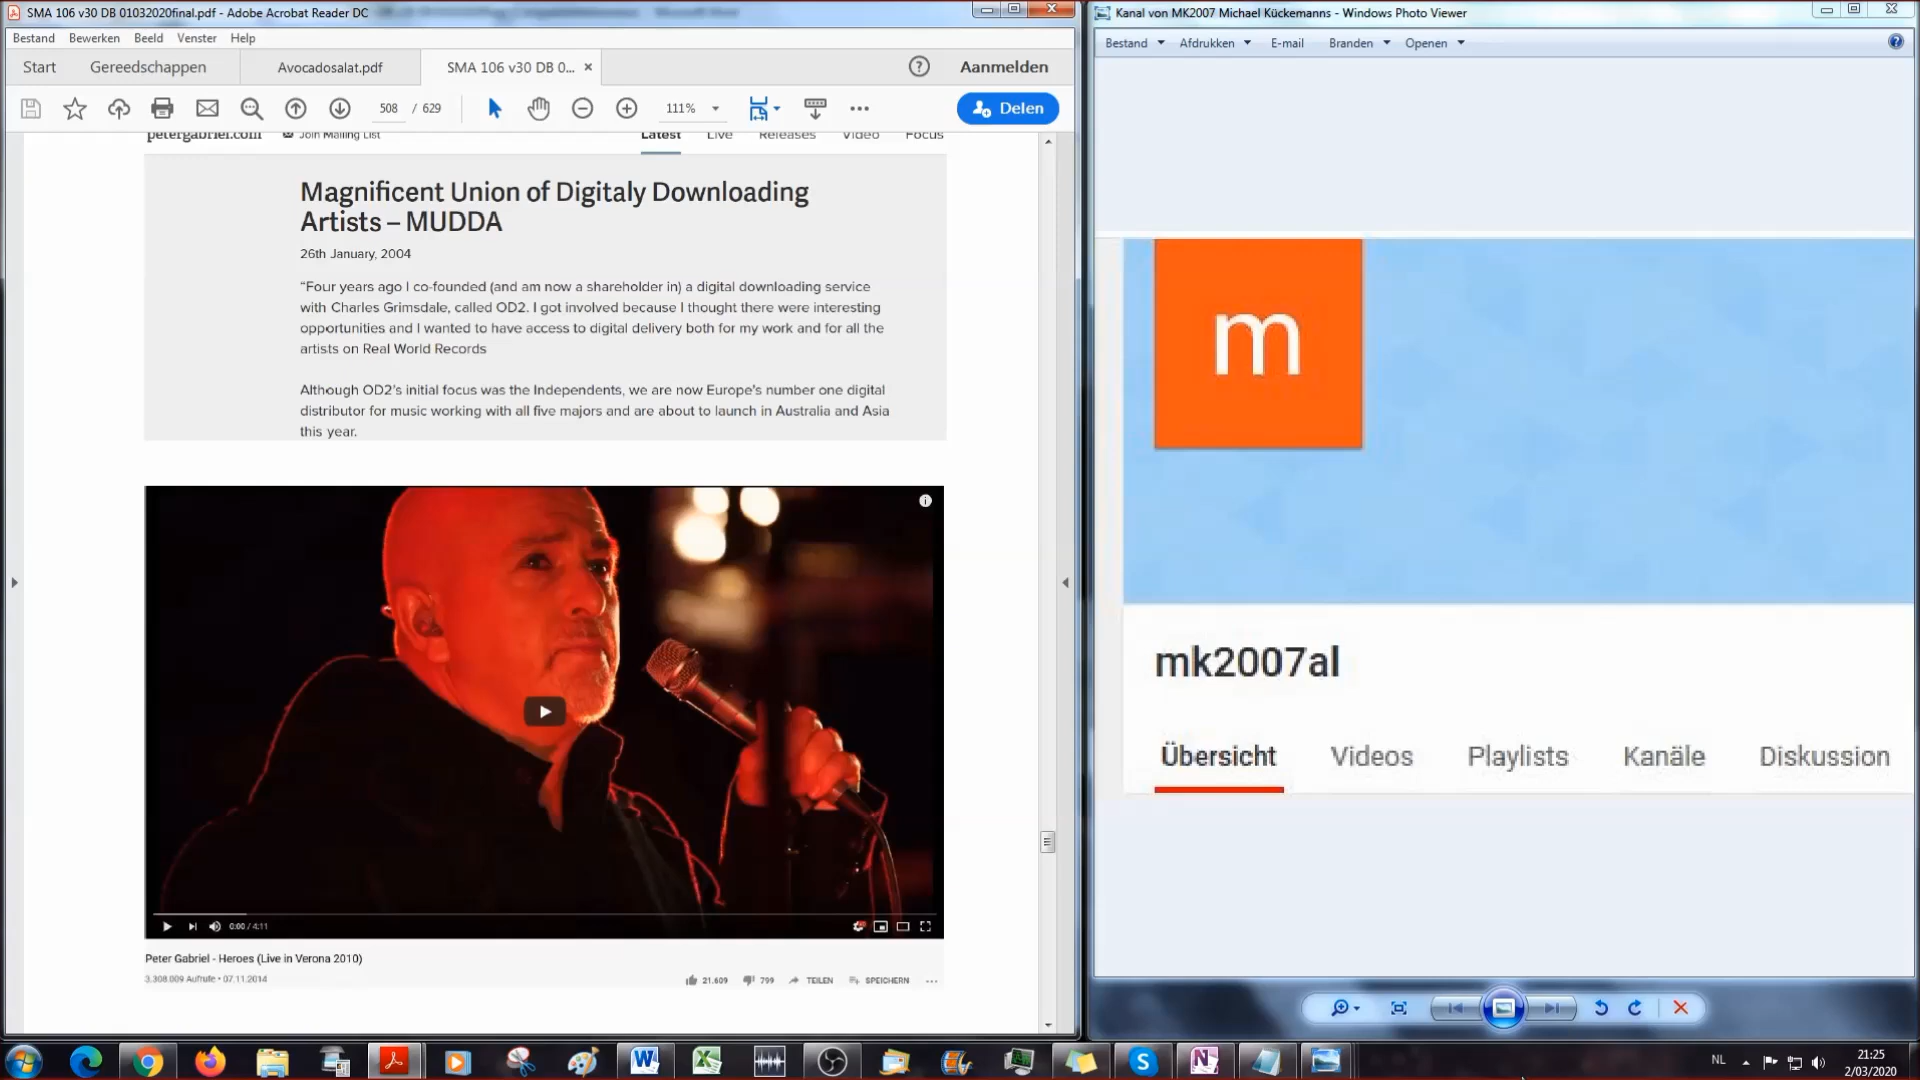 SMA 106 v30 DB 01032020final.pdf - Adobe Acrobat Reader DC
Bestand Bewerken Beeld Venster Help
Start Gereedschappen Avocadosalat.pdf SMA 106 v30 DB 0... × Aanmelden
508 / 629 111% Delen
petergabriel.com Join Mailing List Latest Live Releases Video Focus
Magnificent Union of Digitaly Downloading
Artists – MUDDA
26th January, 2004
“Four years ago I co-founded (and am now a shareholder in) a digital downloading service
with Charles Grimsdale, called OD2. I got involved because I thought there were interesting
opportunities and I wanted to have access to digital delivery both for my work and for all the
artists on Real World Records
Although OD2’s initial focus was the Independents, we are now Europe’s number one digital
distributor for music working with all five majors and are about to launch in Australia and Asia
this year.
0:00 / 4:11
Peter Gabriel - Heroes (Live in Verona 2010)
3.308.009 Aufrufe • 07.11.2014 21.609 799 TEILEN SPEICHERN
Kanal von MK2007 Michael Kückemanns - Windows Photo Viewer
Bestand Afdrukken E-mail Branden Openen
m
mk2007al
Übersicht Videos Playlists Kanäle Diskussion
NL 21:25
2/03/2020